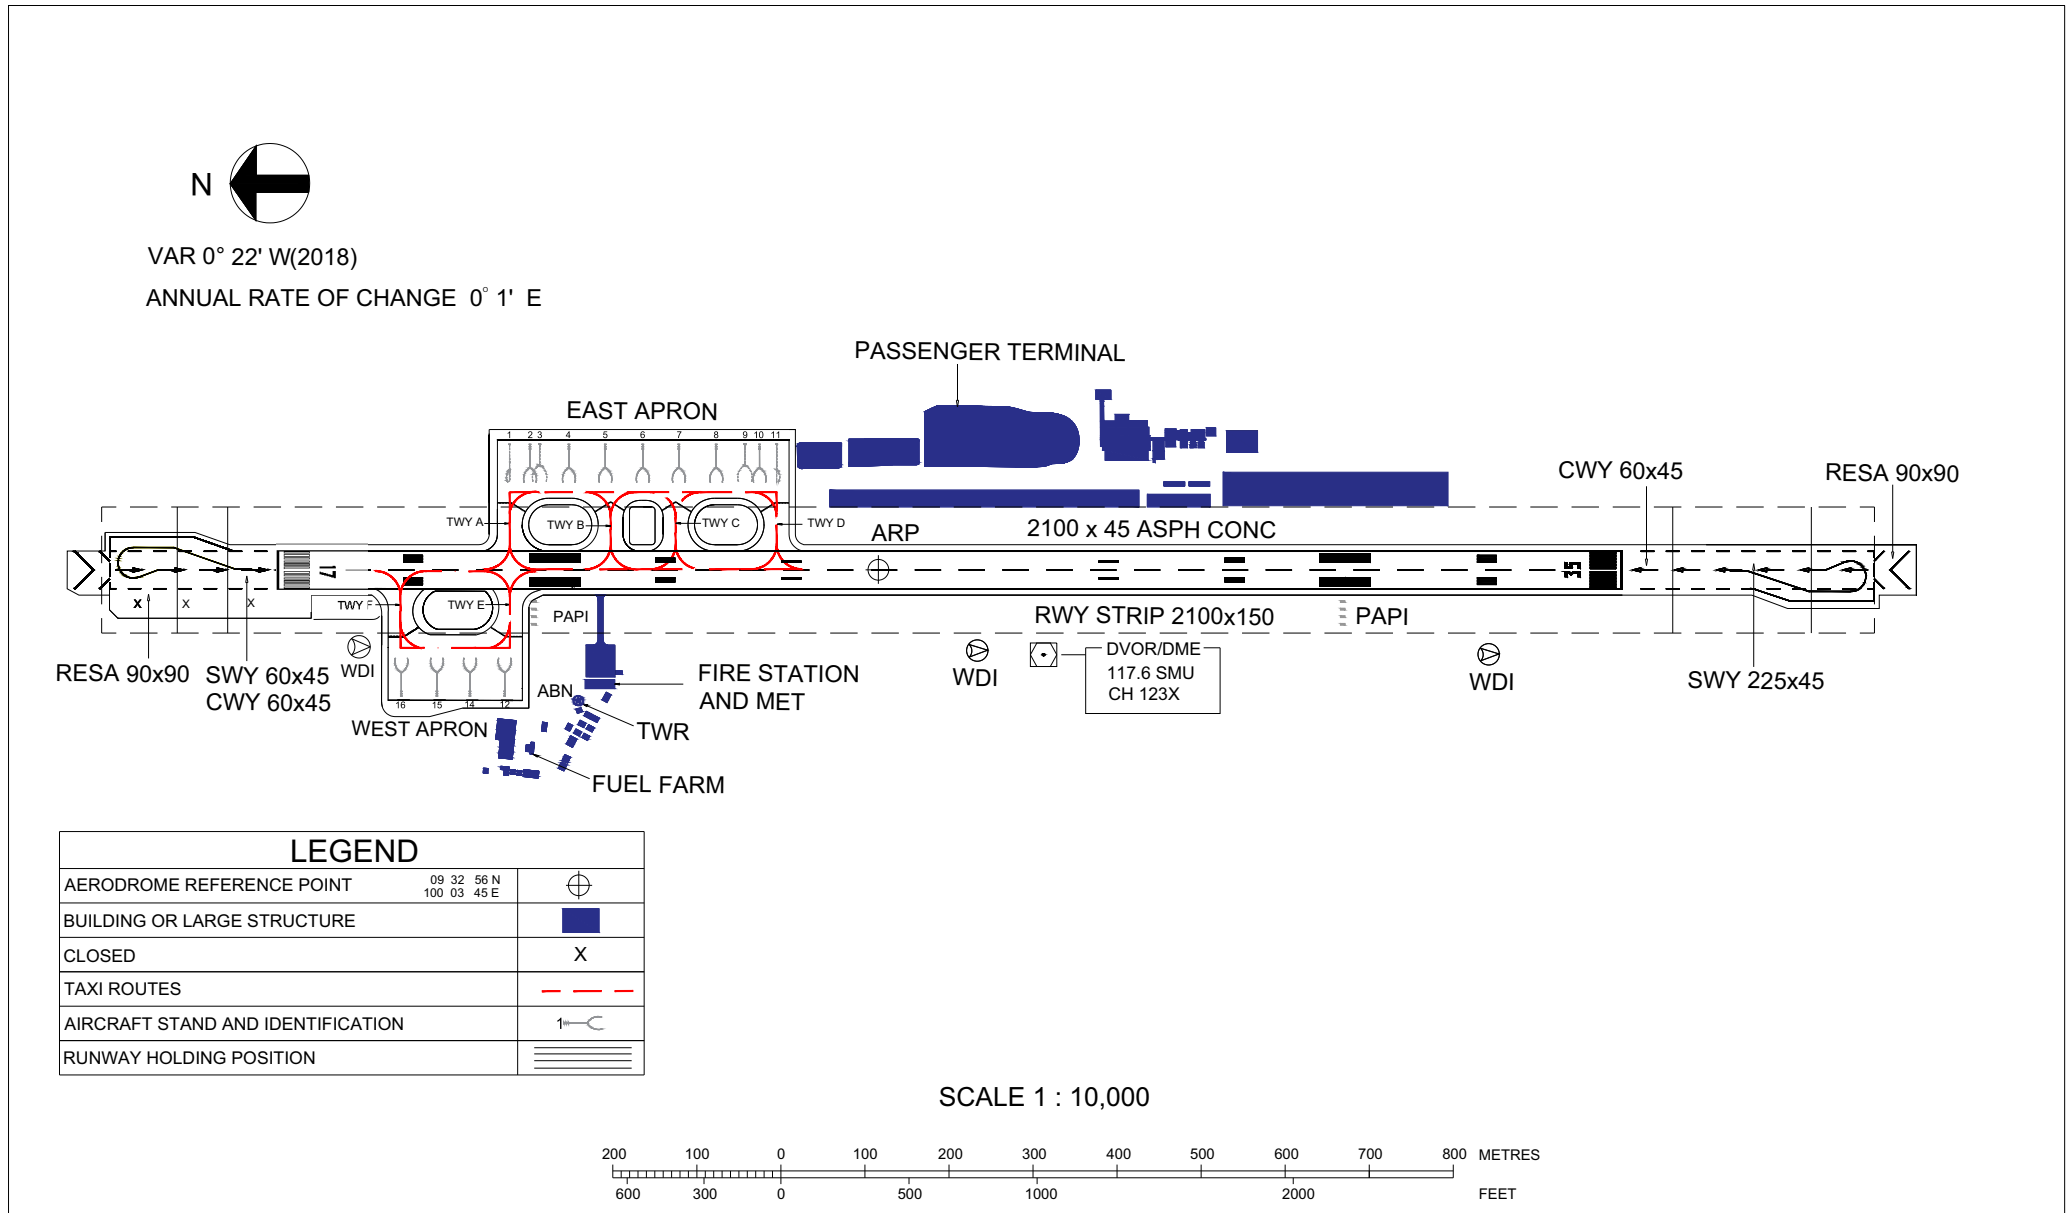 N
VAR 0° 22' W(2018)
ANNUAL RATE OF CHANGE 0° 1' E
PASSENGER TERMINAL
EAST APRON
1 2 3 4 5 6 7 8 9 10 11
CWY 60x45
RESA 90x90
TWY A
TWY B
TWY C
TWY D
ARP
2100 x 45 ASPH CONC
17
35
X X X
TWY F
TWY E
PAPI
RWY STRIP 2100x150
PAPI
RESA 90x90
SWY 60x45
CWY 60x45
WDI
16 15 14 12
WEST APRON
ABN
FIRE STATION
AND MET
TWR
FUEL FARM
WDI
DVOR/DME
117.6 SMU
CH 123X
WDI
SWY 225x45
LEGEND
AERODROME REFERENCE POINT 09 32 56 N
100 03 45 E
BUILDING OR LARGE STRUCTURE
CLOSED X
TAXI ROUTES
AIRCRAFT STAND AND IDENTIFICATION 1
RUNWAY HOLDING POSITION
SCALE 1 : 10,000
200 100 0 100 200 300 400 500 600 700 800 METRES
600 300 0 500 1000 2000 FEET